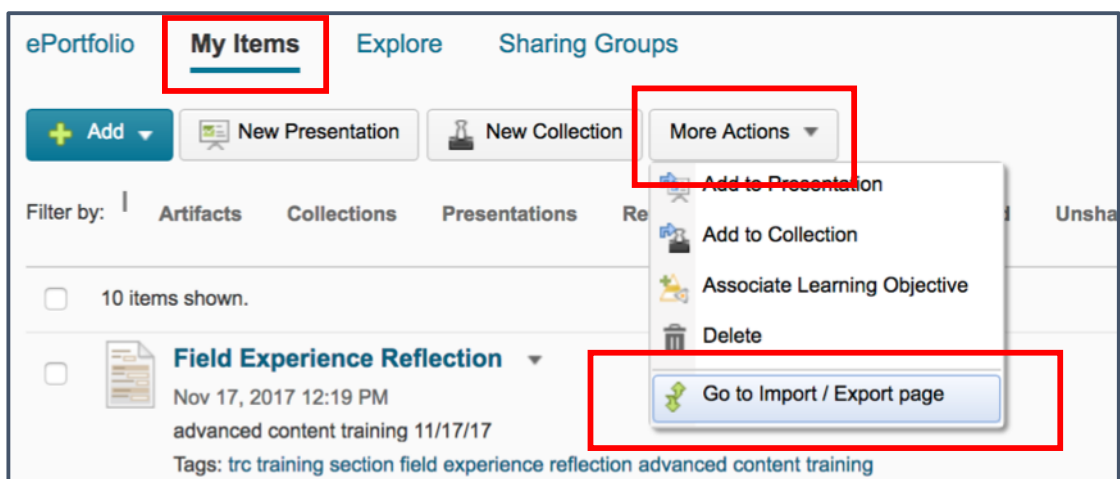 ePortfolio My Items Explore Sharing Groups
Add New Presentation New Collection More Actions
Filter by: Artifacts Collections Presentations
Add to Presentation
Add to Collection
Associate Learning Objective
Delete
Go to Import / Export page
10 items shown.
Field Experience Reflection
Nov 17, 2017 12:19 PM
advanced content training 11/17/17
Tags: trc training section field experience reflection advanced content training